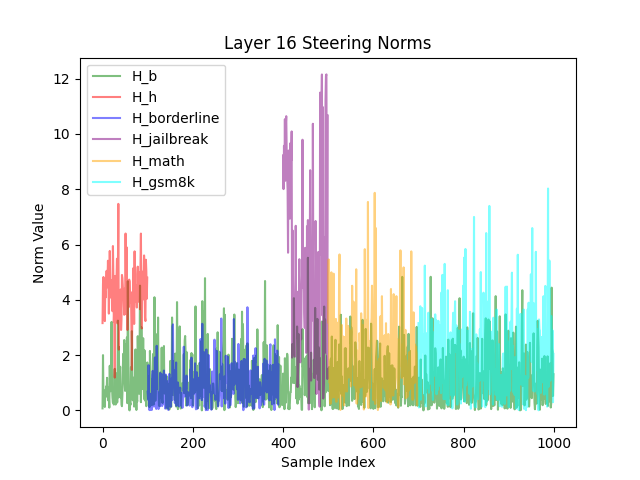 Layer 16 Steering Norms
H_b
H_h
H_borderline
H_jailbreak
H_math
H_gsm8k
Norm Value
12
10
8
6
4
2
0
0 200 400 600 800 1000
Sample Index